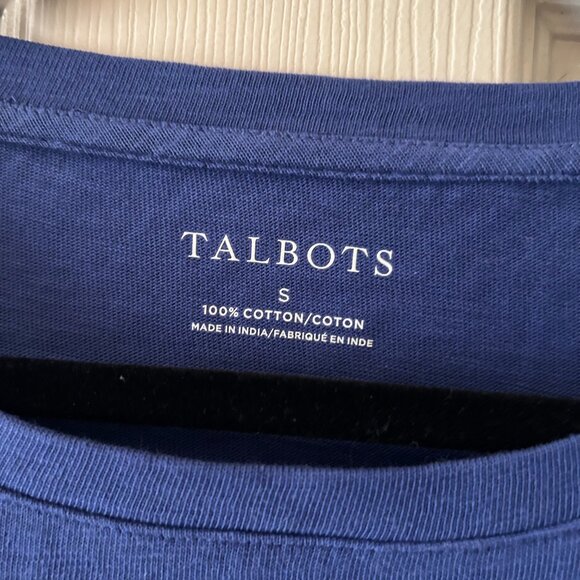 TALBOTS
S
100% COTTON/COTON
MADE IN INDIA/FABRIQUÉ EN INDE